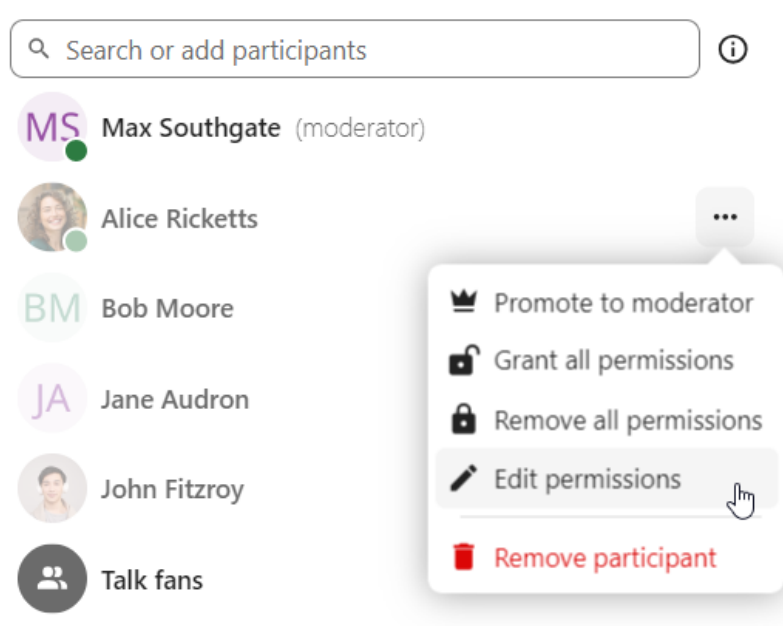 Search or add participants
MS Max Southgate (moderator)
Alice Ricketts
BM Bob Moore
Promote to moderator
Grant all permissions
JA Jane Audron
Remove all permissions
Edit permissions
John Fitzroy
Remove participant
Talk fans